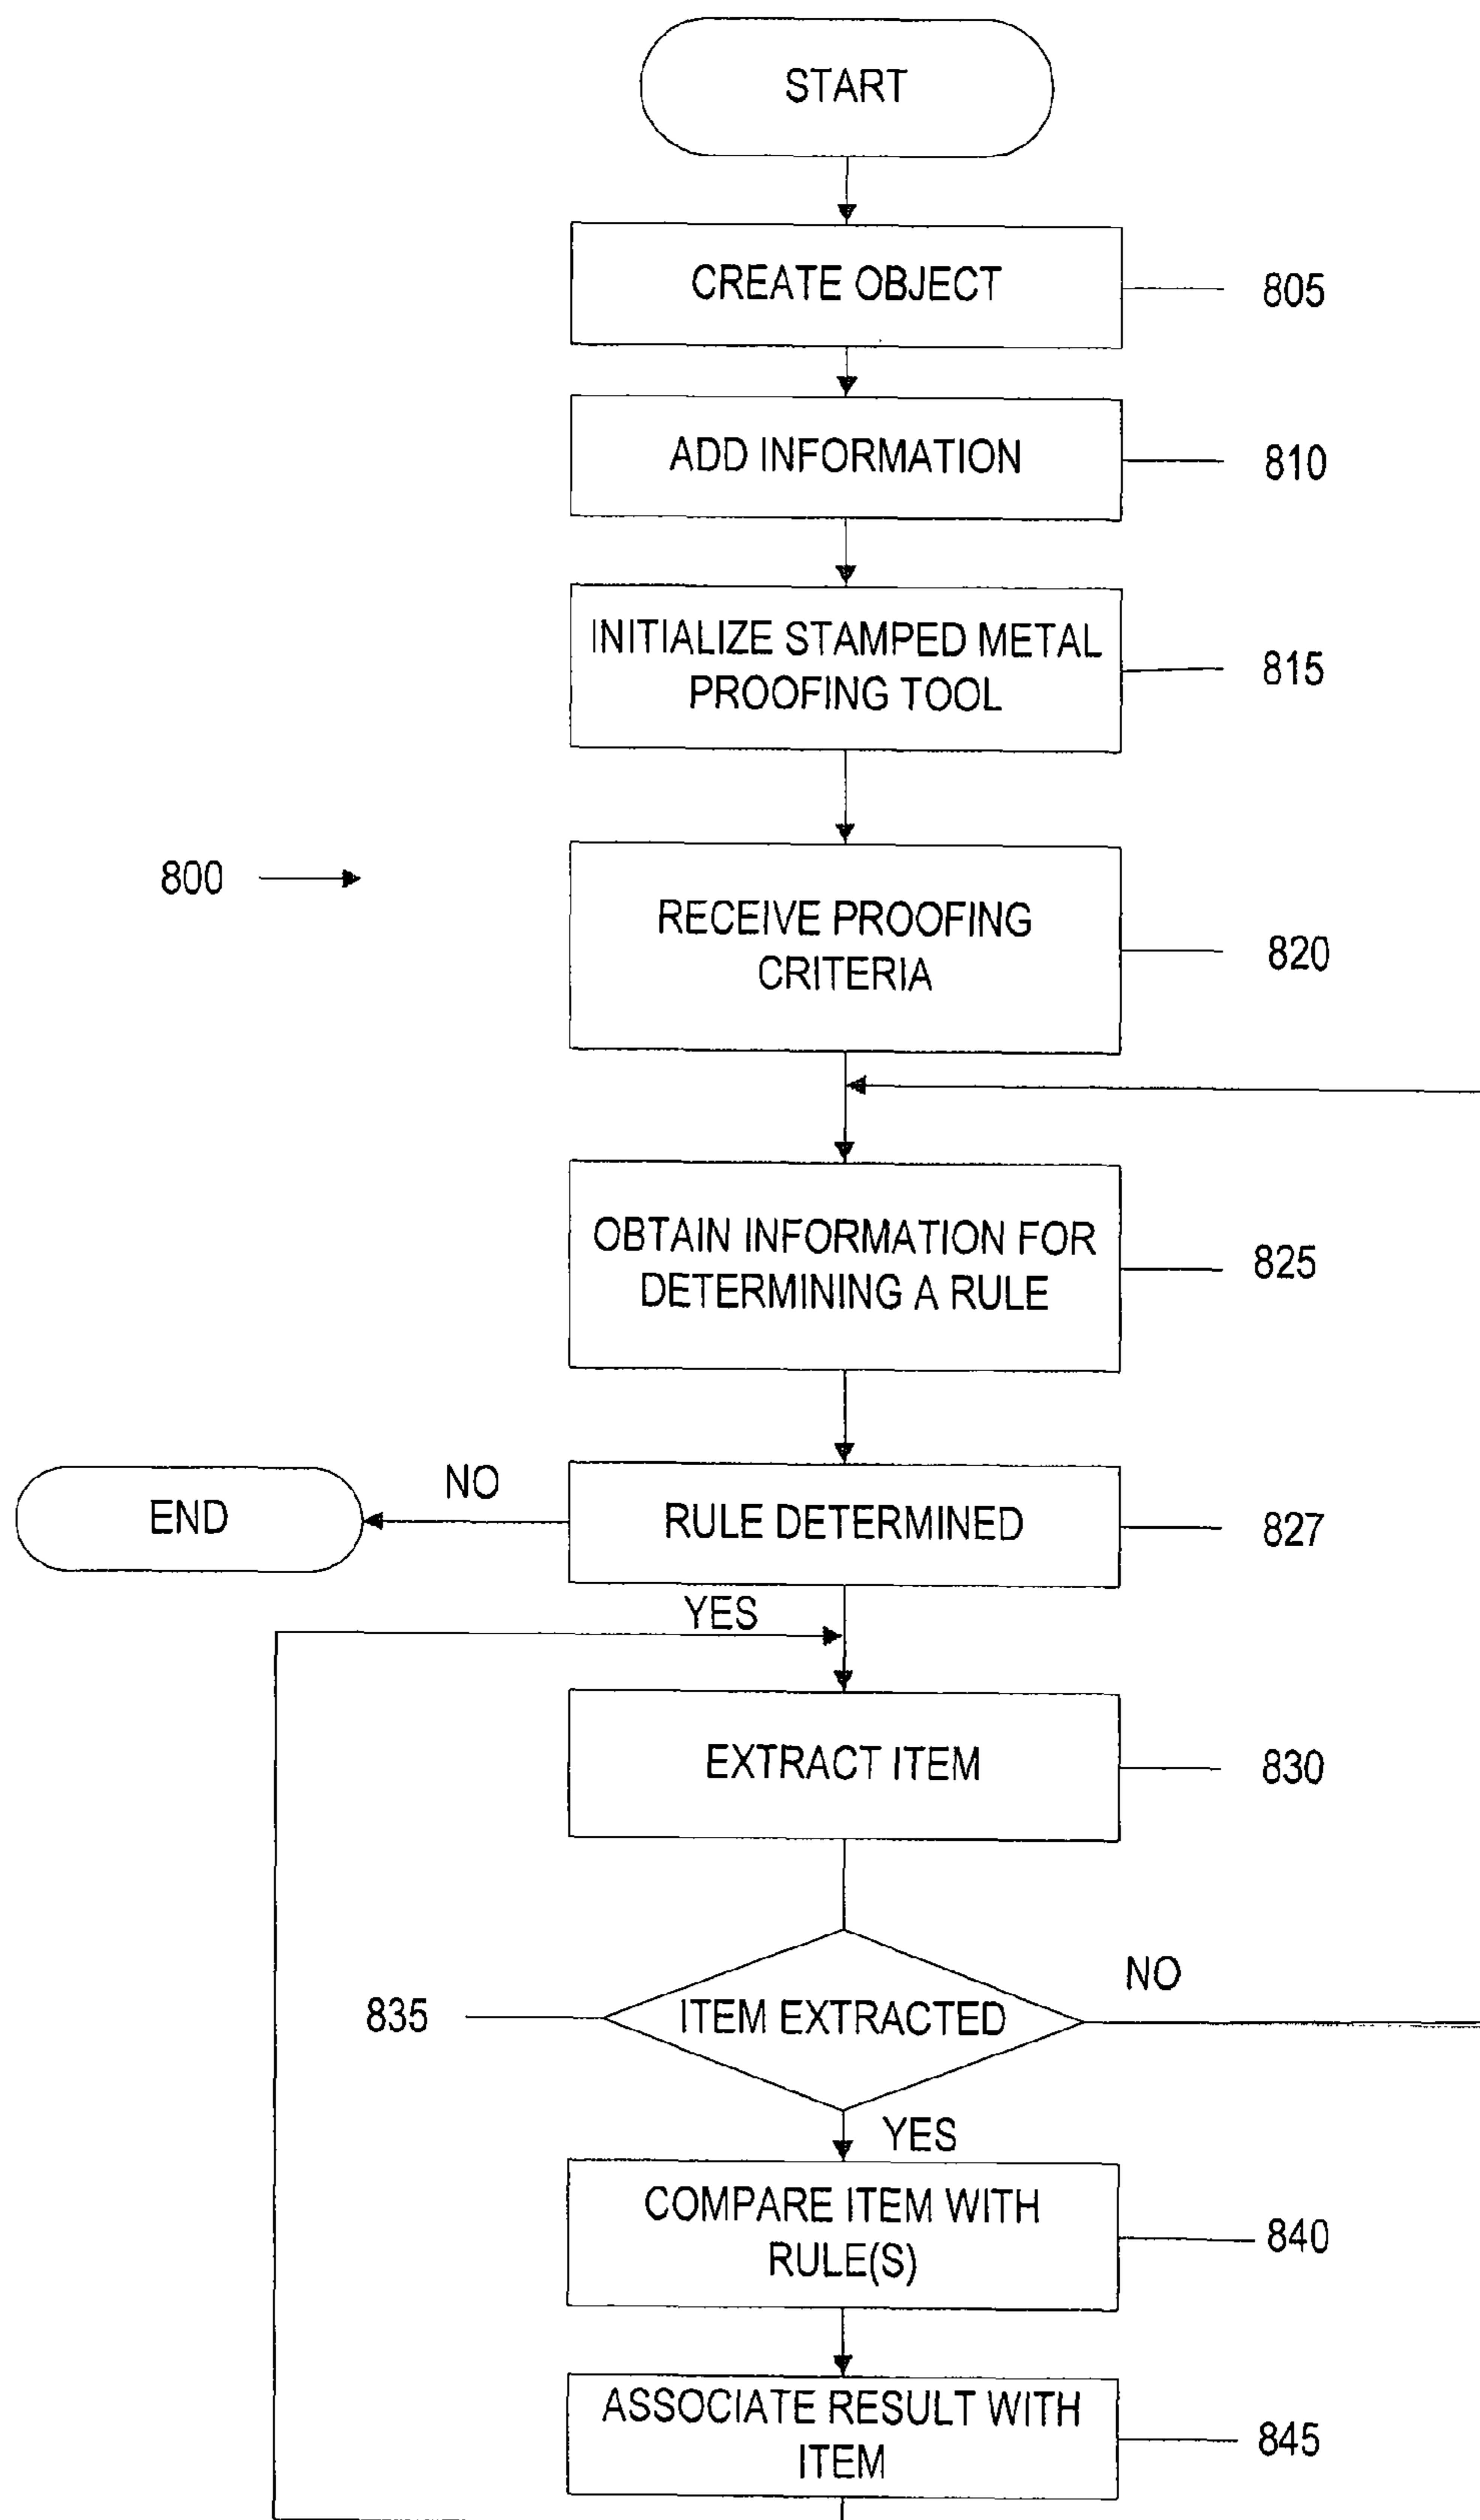 START
CREATE OBJECT
805
ADD INFORMATION
810
INITIALIZE STAMPED METAL
PROOFING TOOL
815
800
RECEIVE PROOFING
CRITERIA
820
OBTAIN INFORMATION FOR
DETERMINING A RULE
825
END
NO
RULE DETERMINED
827
YES
EXTRACT ITEM
830
835
ITEM EXTRACTED
NO
YES
COMPARE ITEM WITH
RULE(S)
840
ASSOCIATE RESULT WITH
ITEM
845